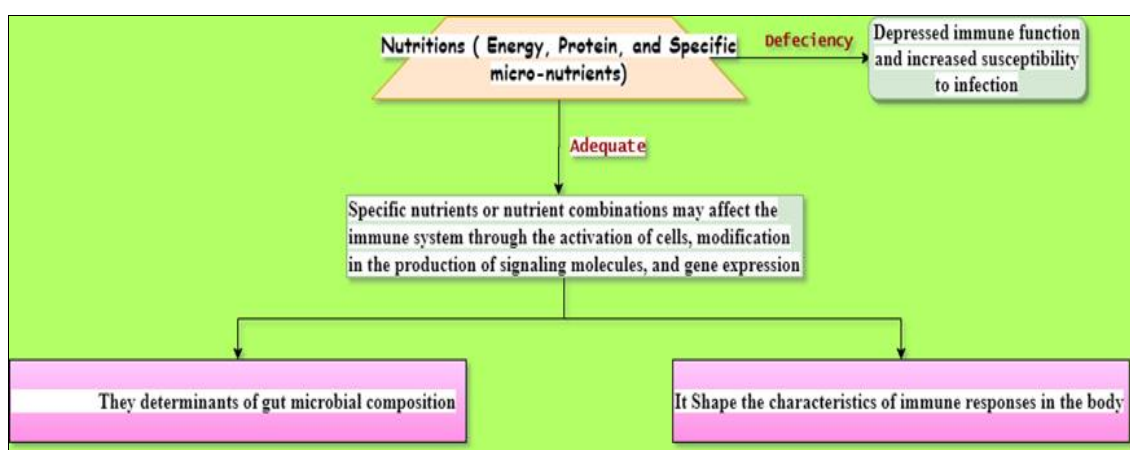 Nutritions ( Energy, Protein, and Specific
micro-nutrients)
Defeciency
Depressed immune function
and increased susceptibility
to infection
Adequate
Specific nutrients or nutrient combinations may affect the
immune system through the activation of cells, modification
in the production of signaling molecules, and gene expression
They determinants of gut microbial composition
It Shape the characteristics of immune responses in the body